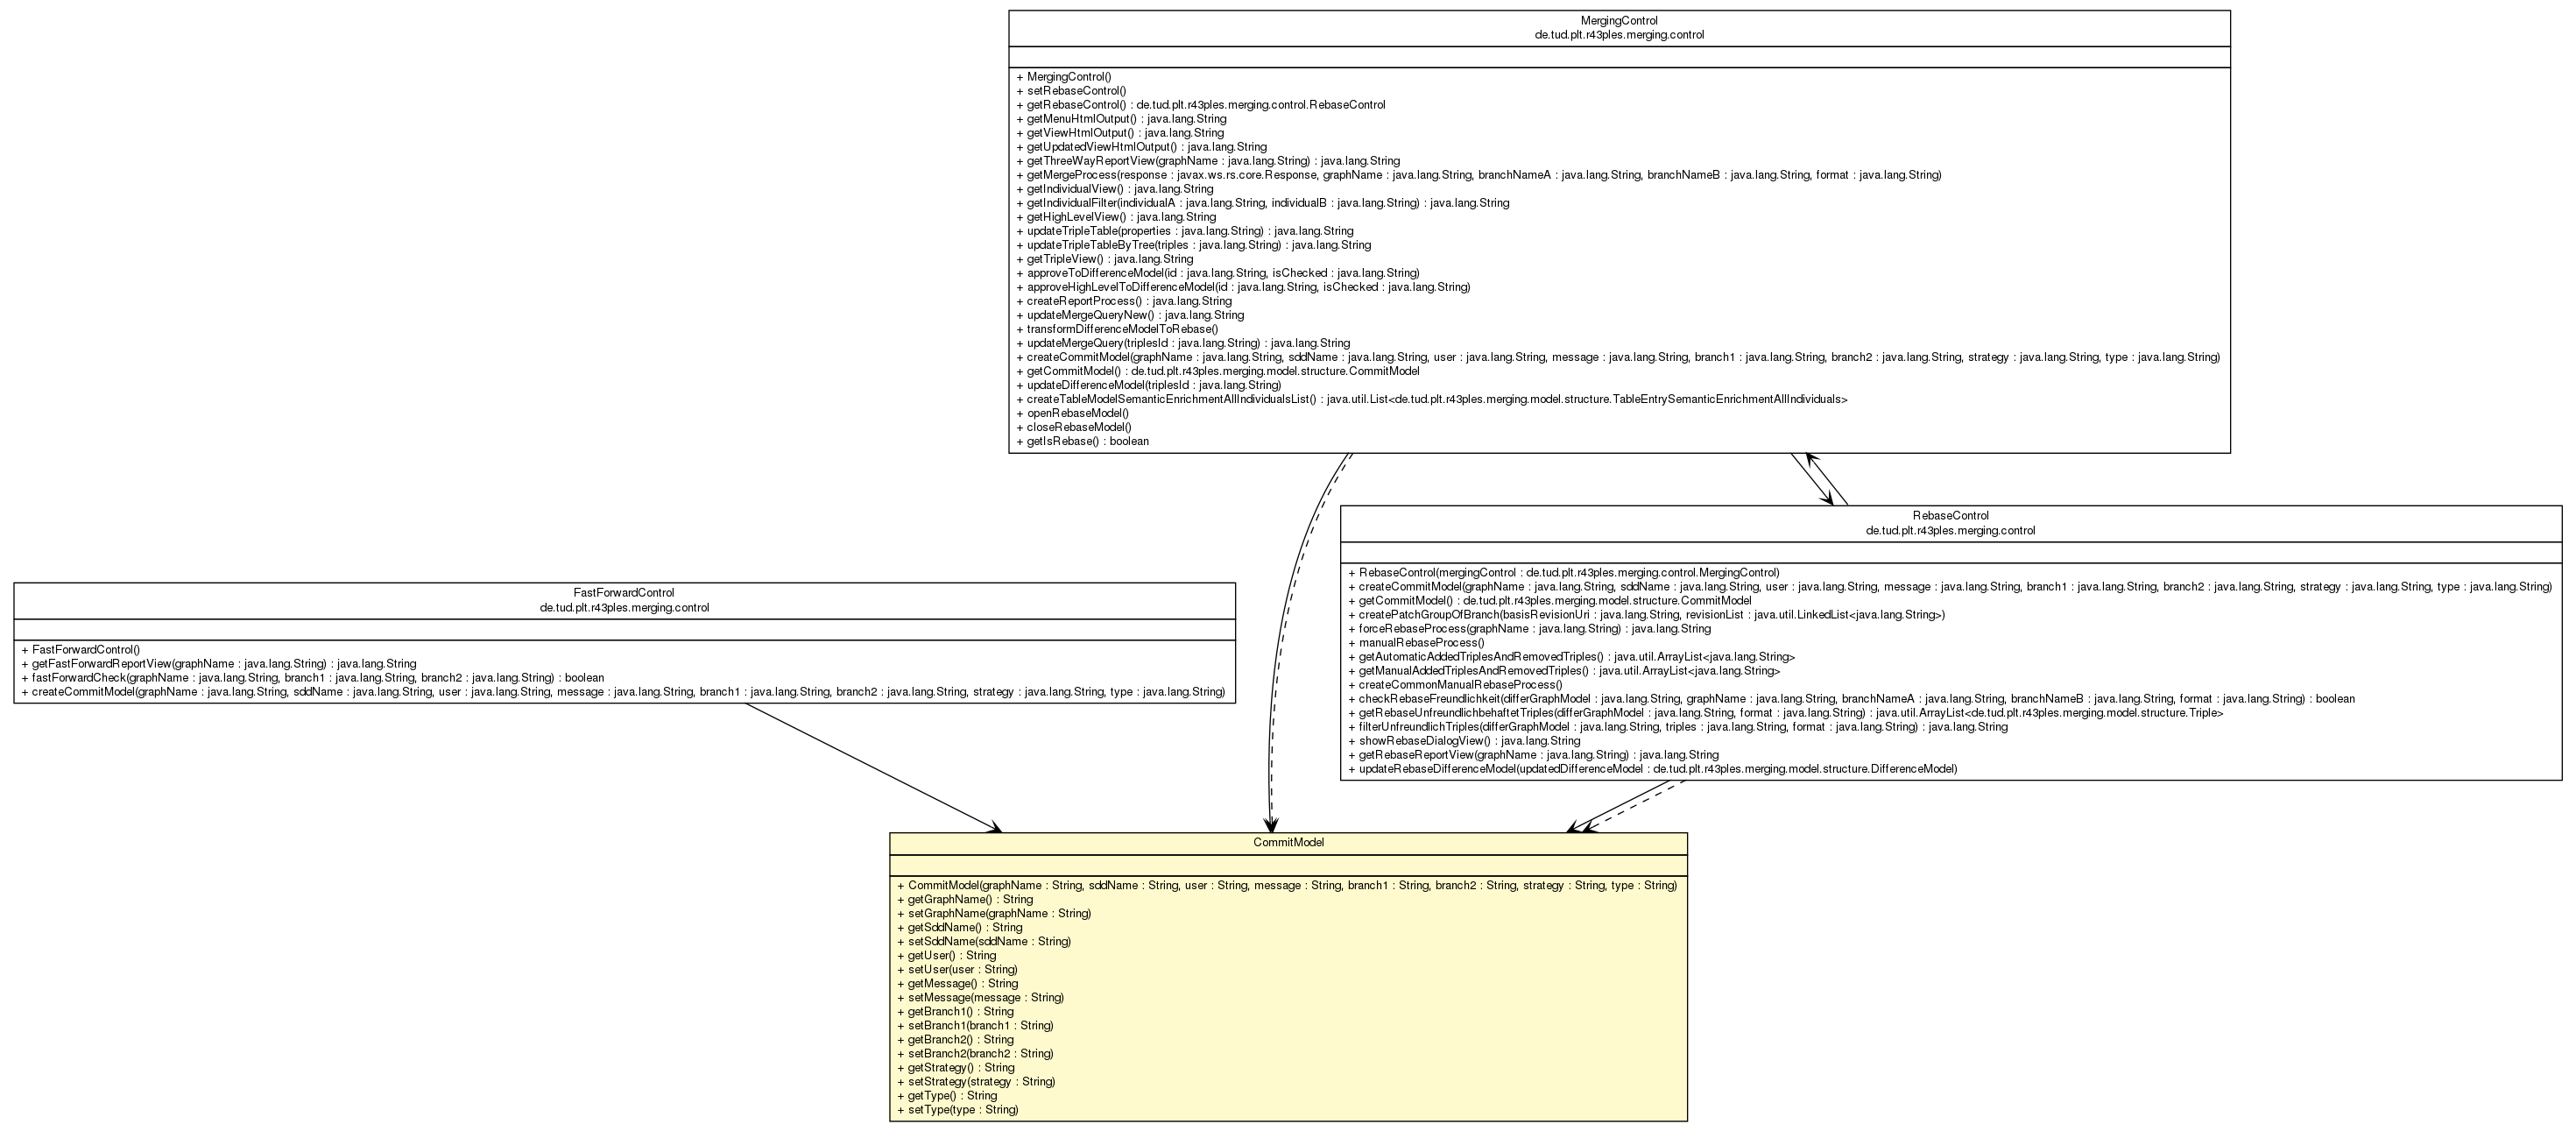 MergingControl
de.tud.plt.r43ples.merging.control
+ MergingControl()
+ setRebaseControl()
+ getRebaseControl() : de.tud.plt.r43ples.merging.control.RebaseControl
+ getMenuHtmlOutput() : java.lang.String
+ getViewHtmlOutput() : java.lang.String
+ getUpdatedViewHtmlOutput() : java.lang.String
+ getThreeWayReportView(graphName : java.lang.String) : java.lang.String
+ getMergeProcess(response : javax.ws.rs.core.Response, graphName : java.lang.String, branchNameA : java.lang.String, branchNameB : java.lang.String, format : java.lang.String)
+ getIndividualView() : java.lang.String
+ getIndividualFilter(individualA : java.lang.String, individualB : java.lang.String) : java.lang.String
+ getHighLevelView() : java.lang.String
+ updateTripleTable(properties : java.lang.String) : java.lang.String
+ updateTripleTableByTree(triples : java.lang.String) : java.lang.String
+ getTripleView() : java.lang.String
+ approveToDifferenceModel(id : java.lang.String, isChecked : java.lang.String)
+ approveHighLevelToDifferenceModel(id : java.lang.String, isChecked : java.lang.String)
+ createReportProcess() : java.lang.String
+ updateMergeQueryNew() : java.lang.String
+ transformDifferenceModelToRebase()
+ updateMergeQuery(triplesId : java.lang.String) : java.lang.String
+ createCommitModel(graphName : java.lang.String, sddName : java.lang.String, user : java.lang.String, message : java.lang.String, branch1 : java.lang.String, branch2 : java.lang.String, strategy : java.lang.String, type : java.lang.String)
+ getCommitModel() : de.tud.plt.r43ples.merging.model.structure.CommitModel
+ updateDifferenceModel(triplesId : java.lang.String)
+ createTableModelSemanticEnrichmentAllIndividualsList() : java.util.List<de.tud.plt.r43ples.merging.model.structure.TableEntrySemanticEnrichmentAllIndividuals>
+ openRebaseModel()
+ closeRebaseModel()
+ getIsRebase() : boolean
RebaseControl
de.tud.plt.r43ples.merging.control
+ RebaseControl(mergingControl : de.tud.plt.r43ples.merging.control.MergingControl)
+ createCommitModel(graphName : java.lang.String, sddName : java.lang.String, user : java.lang.String, message : java.lang.String, branch1 : java.lang.String, branch2 : java.lang.String, strategy : java.lang.String, type : java.lang.String)
+ getCommitModel() : de.tud.plt.r43ples.merging.model.structure.CommitModel
+ createPatchGroupOfBranch(basisRevisionUri : java.lang.String, revisionList : java.util.LinkedList<java.lang.String>)
+ forceRebaseProcess(graphName : java.lang.String) : java.lang.String
+ manualRebaseProcess()
+ getAutomaticAddedTriplesAndRemovedTriples() : java.util.ArrayList<java.lang.String>
+ getManualAddedTriplesAndRemovedTriples() : java.util.ArrayList<java.lang.String>
+ createCommonManualRebaseProcess()
+ checkRebaseFreundlichkeit(differGraphModel : java.lang.String, graphName : java.lang.String, branchNameA : java.lang.String, branchNameB : java.lang.String, format : java.lang.String) : boolean
+ getRebaseUnfreundlichbehaftetTriples(differGraphModel : java.lang.String, format : java.lang.String) : java.util.ArrayList<de.tud.plt.r43ples.merging.model.structure.Triple>
+ filterUnfreundlichTriples(differGraphModel : java.lang.String, triples : java.lang.String, format : java.lang.String) : java.lang.String
+ showRebaseDialogView() : java.lang.String
+ getRebaseReportView(graphName : java.lang.String) : java.lang.String
+ updateRebaseDifferenceModel(updatedDifferenceModel : de.tud.plt.r43ples.merging.model.structure.DifferenceModel)
FastForwardControl
de.tud.plt.r43ples.merging.control
+ FastForwardControl()
+ getFastForwardReportView(graphName : java.lang.String) : java.lang.String
+ fastForwardCheck(graphName : java.lang.String, branch1 : java.lang.String, branch2 : java.lang.String) : boolean
+ createCommitModel(graphName : java.lang.String, sddName : java.lang.String, user : java.lang.String, message : java.lang.String, branch1 : java.lang.String, branch2 : java.lang.String, strategy : java.lang.String, type : java.lang.String)
CommitModel
+ CommitModel(graphName : String, sddName : String, user : String, message : String, branch1 : String, branch2 : String, strategy : String, type : String)
+ getGraphName() : String
+ setGraphName(graphName : String)
+ getSddName() : String
+ setSddName(sddName : String)
+ getUser() : String
+ setUser(user : String)
+ getMessage() : String
+ setMessage(message : String)
+ getBranch1() : String
+ setBranch1(branch1 : String)
+ getBranch2() : String
+ setBranch2(branch2 : String)
+ getStrategy() : String
+ setStrategy(strategy : String)
+ getType() : String
+ setType(type : String)